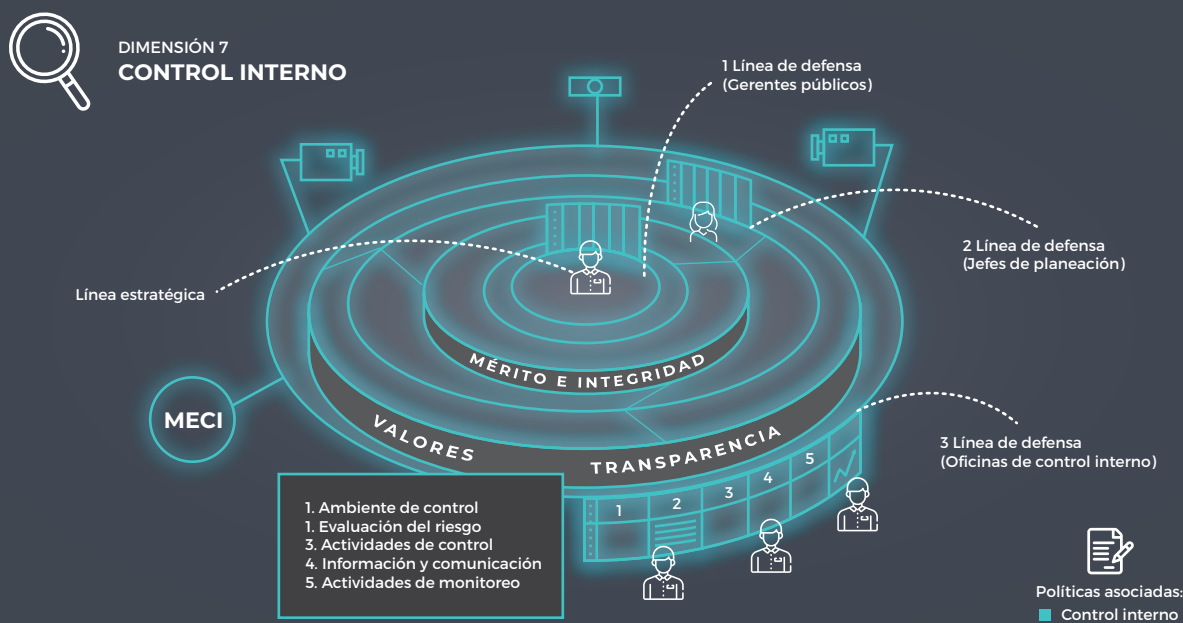 DIMENSIÓN 7
CONTROL INTERNO
1 Línea de defensa
(Gerentes públicos)
2 Línea de defensa
(Jefes de planeación)
Línea estratégica
MÉRITO E INTEGRIDAD
MECI
VALORES
TRANSPARENCIA
3 Línea de defensa
(Oficinas de control interno)
1
2
3
4
5
1. Ambiente de control
1. Evaluación del riesgo
3. Actividades de control
4. Información y comunicación
5. Actividades de monitoreo
Políticas asociadas:
Control interno